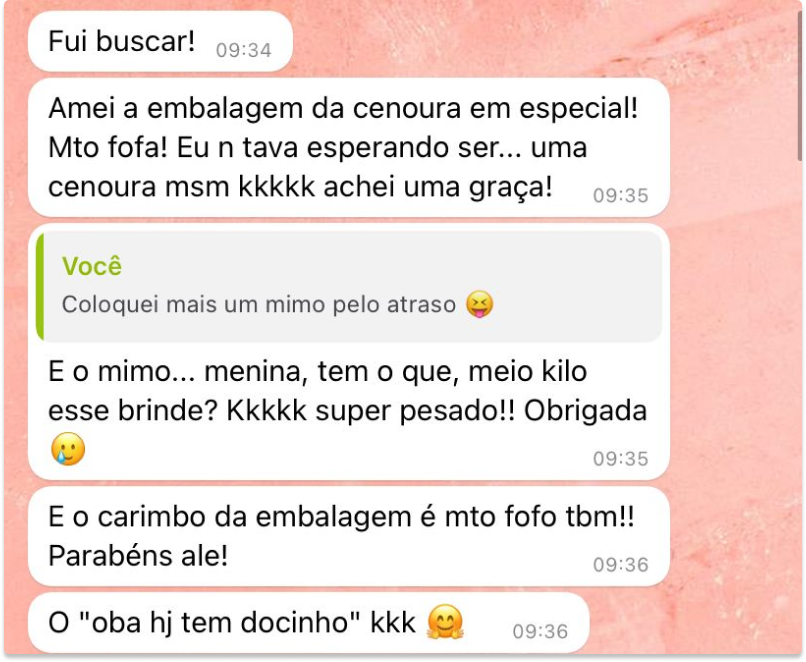 Fui buscar! 09:34
Amei a embalagem da cenoura em especial!
Mto fofa! Eu n tava esperando ser... uma
cenoura msm kkkkk achei uma graça! 09:35
Você
Coloquei mais um mimo pelo atraso 😝
E o mimo... menina, tem o que, meio kilo
esse brinde? Kkkkk super pesado!! Obrigada
🥲 09:35
E o carimbo da embalagem é mto fofo tbm!!
Parabéns ale! 09:36
O "oba hj tem docinho" kkk 🤗 09:36